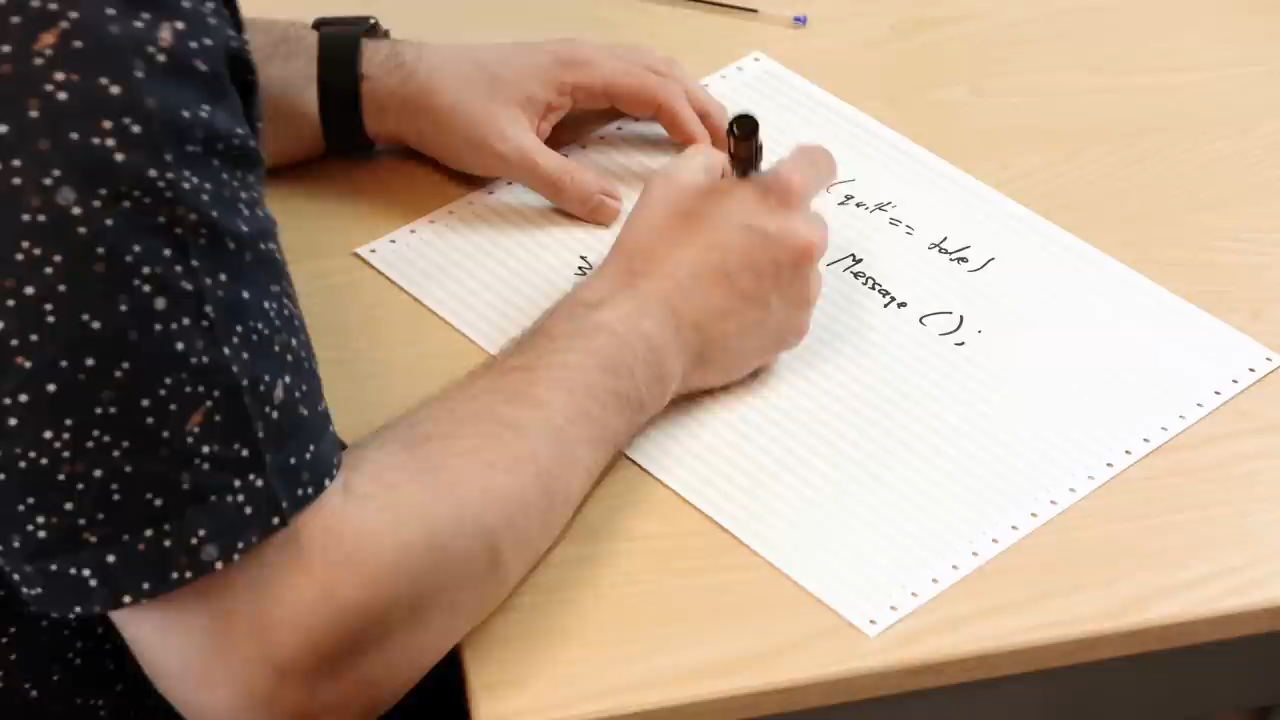 W
(quit == false)
Message ();